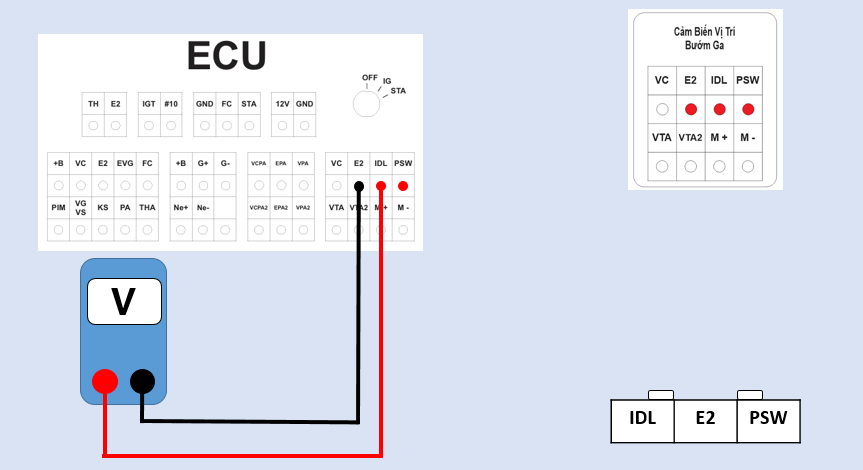 ECU
OFF
IG
STA
TH E2 IGT #10 GND FC STA 12V GND
+B VC E2 EVG FC +B G+ G- VCPA EPA VPA VC E2 IDL PSW
PIM VG VS KS PA THA Ne+ Ne- VCPA2 EPA2 VPA2 VTA VTA2 M + M -
V
Cảm Biến Vị Trí
Bướm Ga
VC E2 IDL PSW
VTA VTA2 M + M -
IDL E2 PSW